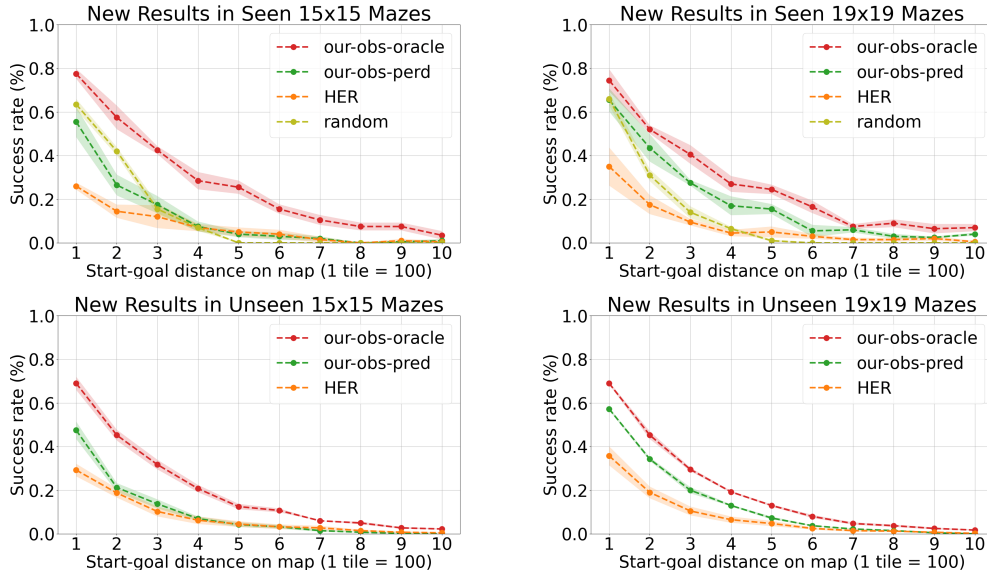 New Results in Seen 15x15 Mazes
Success rate (%)
1.0
0.8
0.6
0.4
0.2
0.0
our-obs-oracle
our-obs-perd
HER
random
1 2 3 4 5 6 7 8 9 10
Start-goal distance on map (1 tile = 100)
New Results in Seen 19x19 Mazes
Success rate (%)
1.0
0.8
0.6
0.4
0.2
0.0
our-obs-oracle
our-obs-pred
HER
random
1 2 3 4 5 6 7 8 9 10
Start-goal distance on map (1 tile = 100)
New Results in Unseen 15x15 Mazes
Success rate (%)
1.0
0.8
0.6
0.4
0.2
0.0
our-obs-oracle
our-obs-pred
HER
1 2 3 4 5 6 7 8 9 10
Start-goal distance on map (1 tile = 100)
New Results in Unseen 19x19 Mazes
Success rate (%)
1.0
0.8
0.6
0.4
0.2
0.0
our-obs-oracle
our-obs-pred
HER
1 2 3 4 5 6 7 8 9 10
Start-goal distance on map (1 tile = 100)